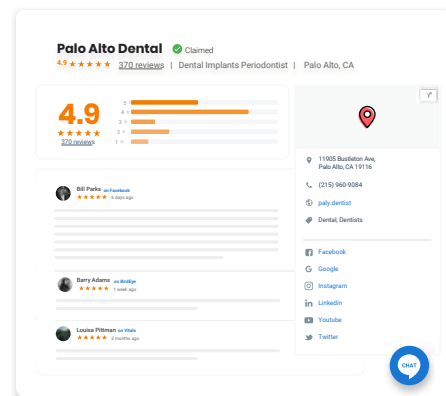 Palo Alto Dental Claimed
4.9 ★★★★★ 370 reviews | Dental Implants Periodontist | Palo Alto, CA
4.9
★★★★★
370 reviews
5
4
3
2
1
Bill Parks on Facebook
★★★★★ 6 days ago
Barry Adams on Birdeye
★★★★★ 1 week ago
Louisa Pittman on Vitals
★★★★★ 3 months ago
11905 Bustleton Ave,
Palo Alto, CA 19116
(215) 960-9084
paly.dentist
Dental, Dentists
Facebook
Google
Instagram
Linkedin
Youtube
Twitter
CHAT